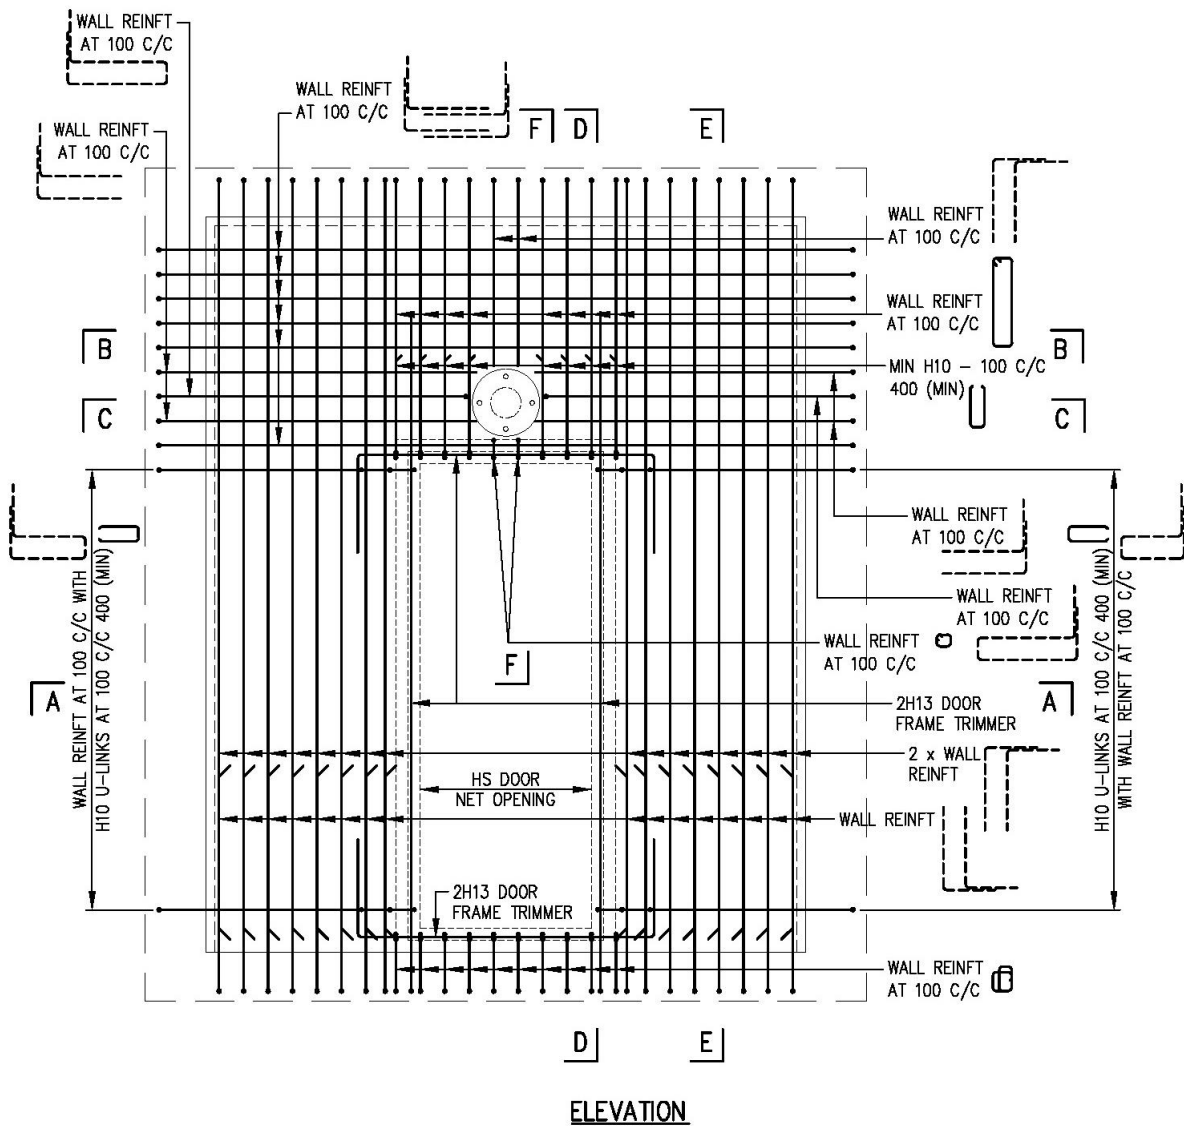 WALL REINFT
AT 100 C/C
WALL REINFT
AT 100 C/C
WALL REINFT
AT 100 C/C
F
D
E
WALL REINFT
AT 100 C/C
WALL REINFT
AT 100 C/C
B
B
MIN H10 - 100 C/C
400 (MIN)
C
C
WALL REINFT
AT 100 C/C
WALL REINFT
AT 100 C/C
WALL REINFT
AT 100 C/C
F
A
A
WALL REINFT AT 100 C/C WITH
H10 U-LINKS AT 100 C/C 400 (MIN)
H10 U-LINKS AT 100 C/C 400 (MIN)
WITH WALL REINFT AT 100 C/C
2H13 DOOR
FRAME TRIMMER
2 x WALL
REINFT
HS DOOR
NET OPENING
WALL REINFT
2H13 DOOR
FRAME TRIMMER
WALL REINFT
AT 100 C/C
D
E
ELEVATION